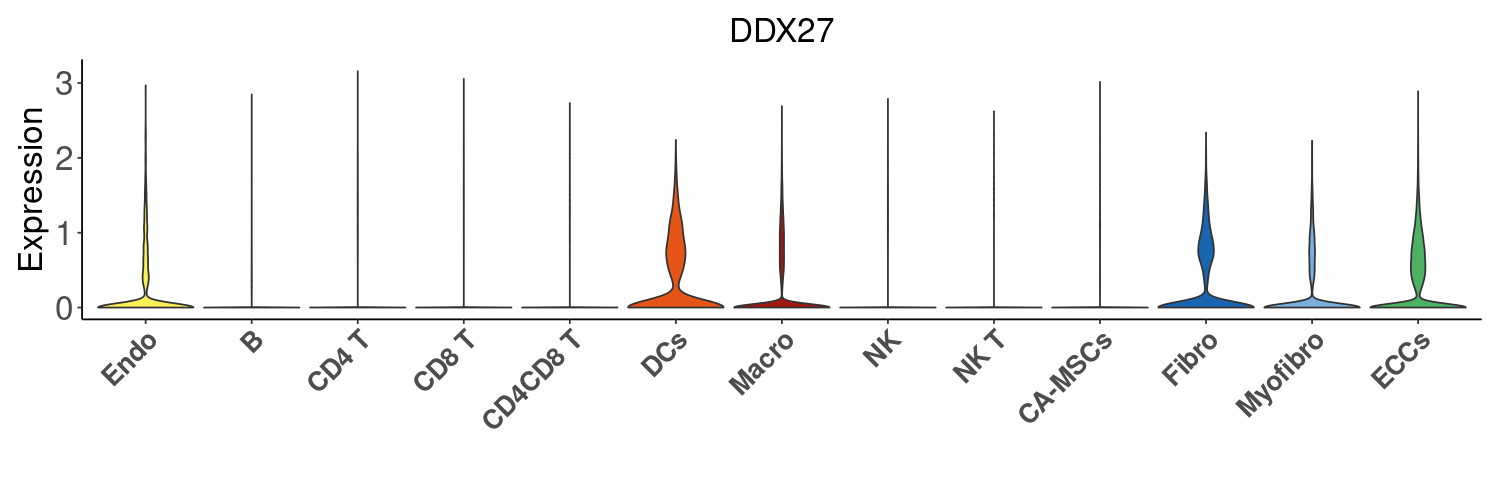 DDX27
Expression
3
2
1
0
Endo
B
CD4 T
CD8 T
CD4CD8 T
DCs
Macro
NK
NK T
CA-MSCs
Fibro
Myofibro
ECCs